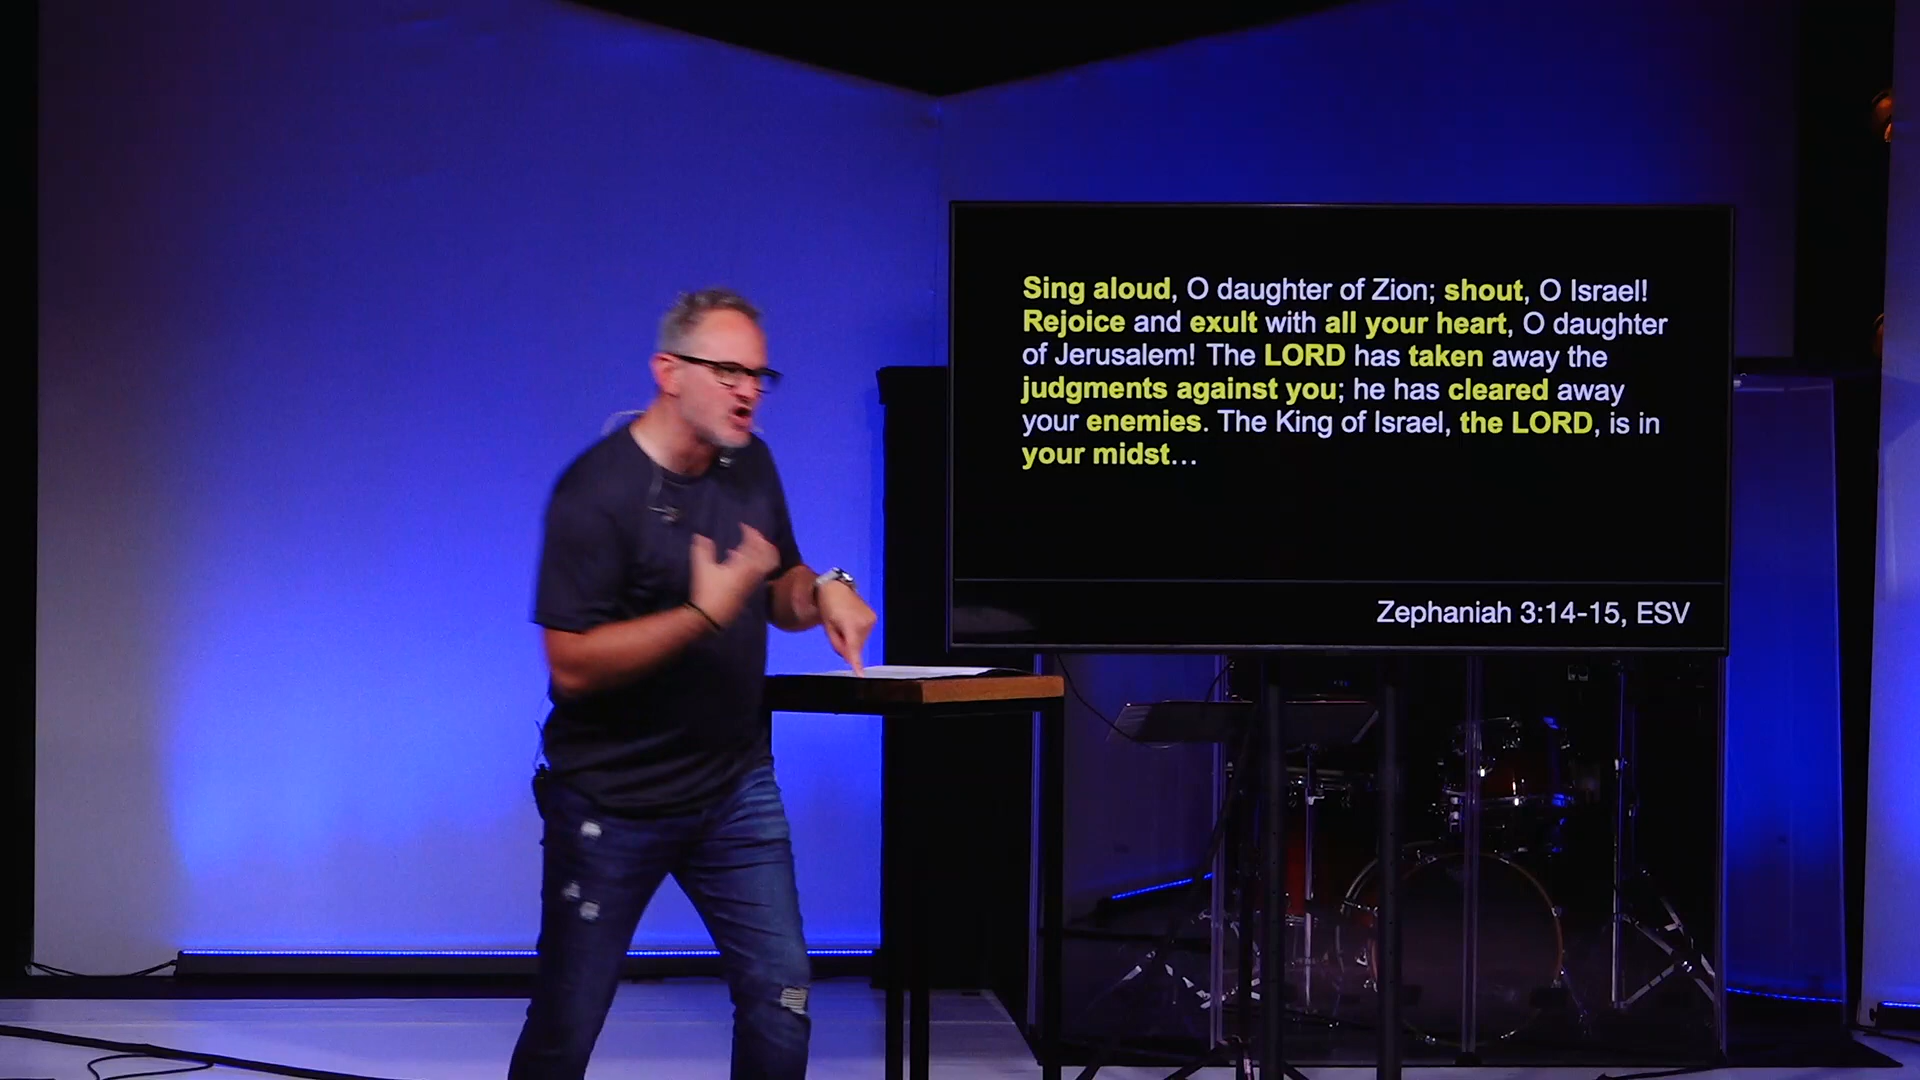 Sing aloud, O daughter of Zion; shout, O Israel!
Rejoice and exult with all your heart, O daughter
of Jerusalem! The LORD has taken away the
judgments against you; he has cleared away
your enemies. The King of Israel, the LORD, is in
your midst…
Zephaniah 3:14-15, ESV